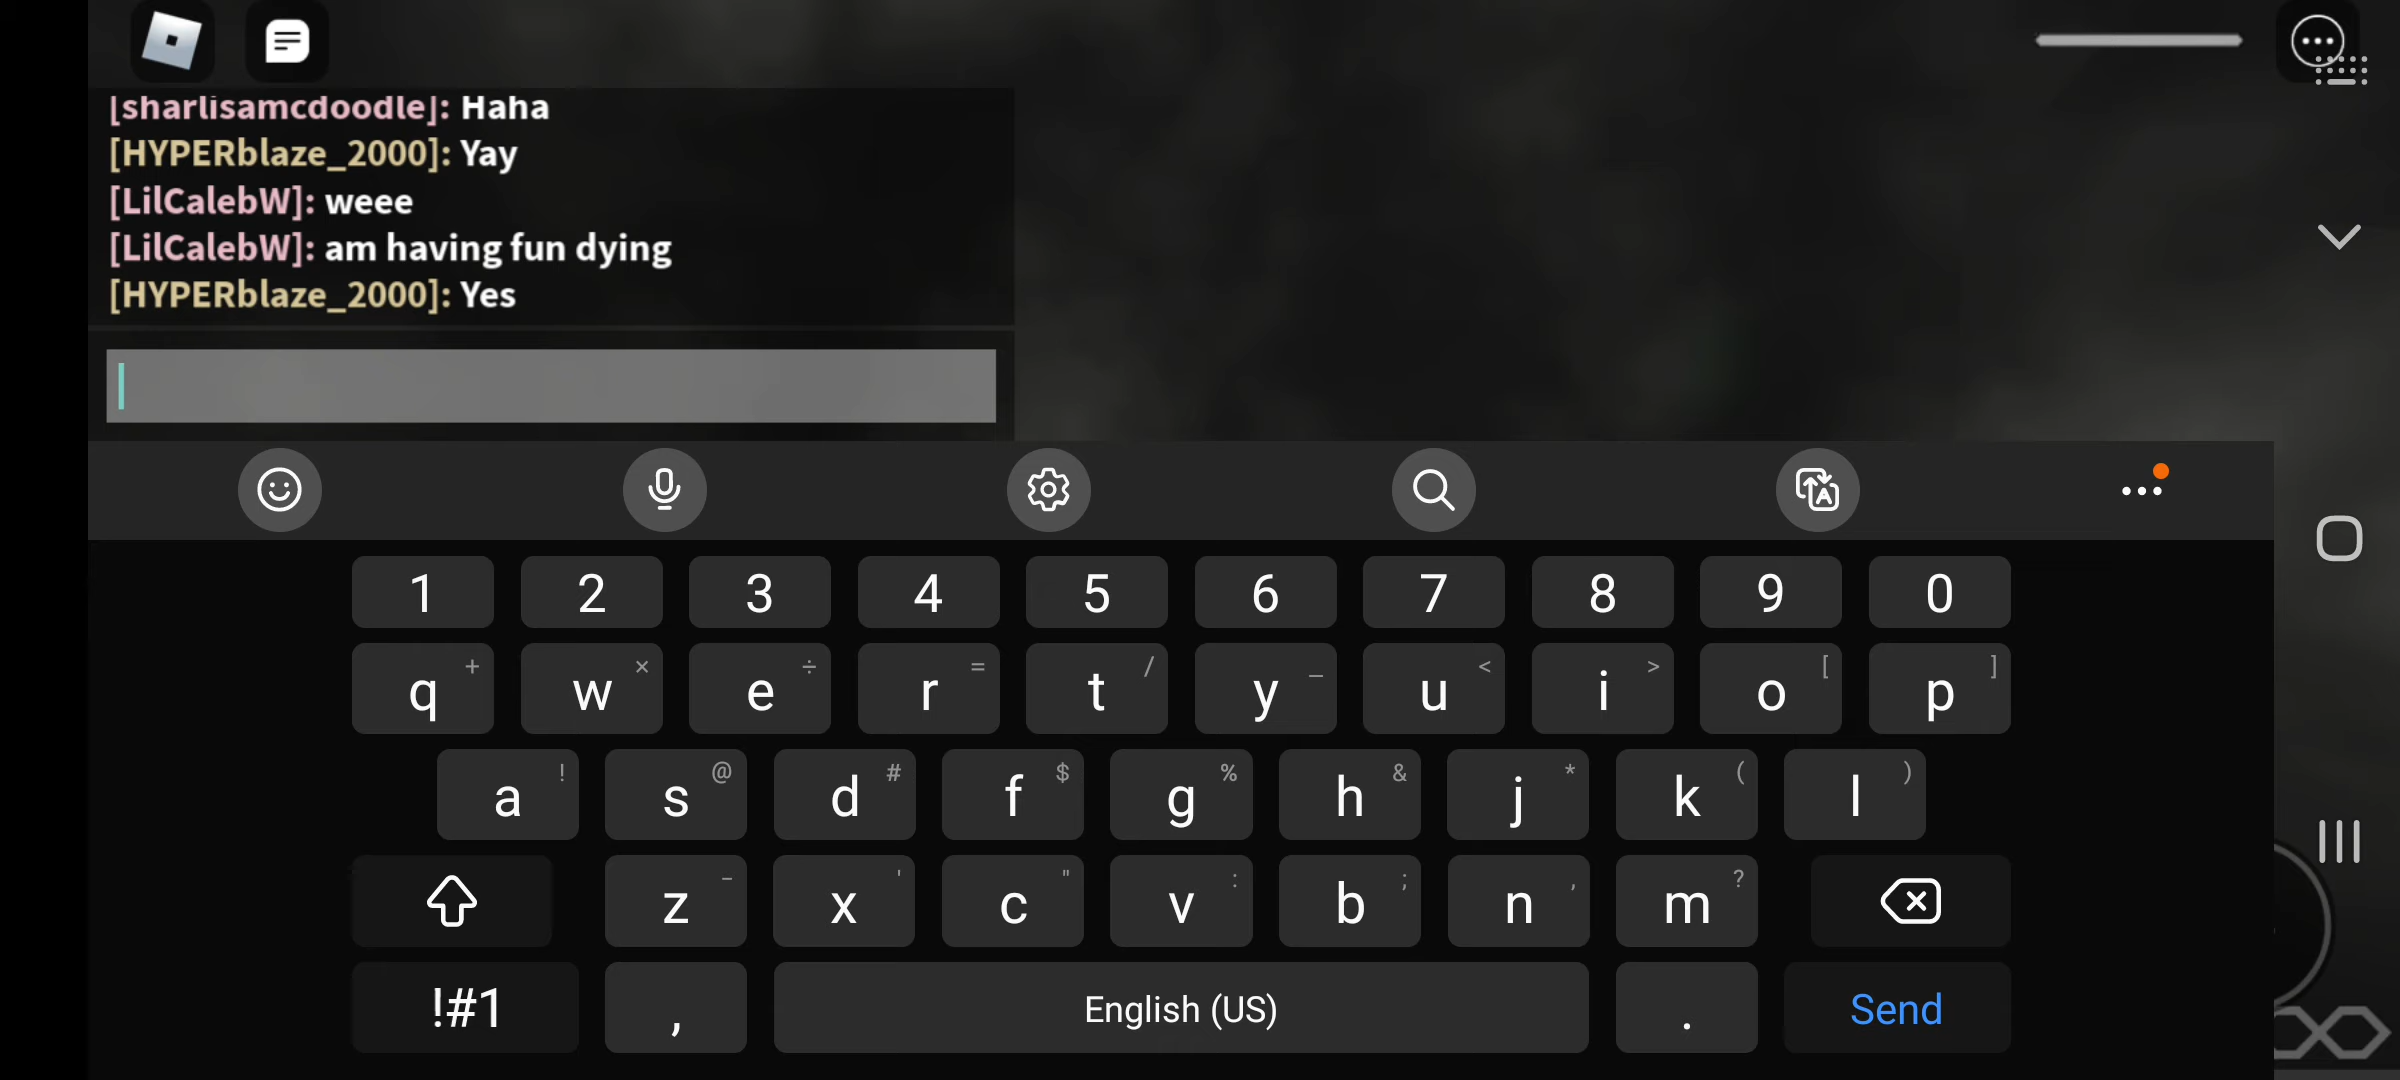 [sharlisamcdoodle]: Haha
[HYPERblaze_2000]: Yay
[LilCalebW]: weee
[LilCalebW]: am having fun dying
[HYPERblaze_2000]: Yes
1 2 3 4 5 6 7 8 9 0
q + w × e ÷ r = t / y _ u < i > o [ p ]
a ! s @ d # f $ g % h & j * k ( l )
z - x ' c " v : b ; n , m ?
!#1 , English (US) . Send